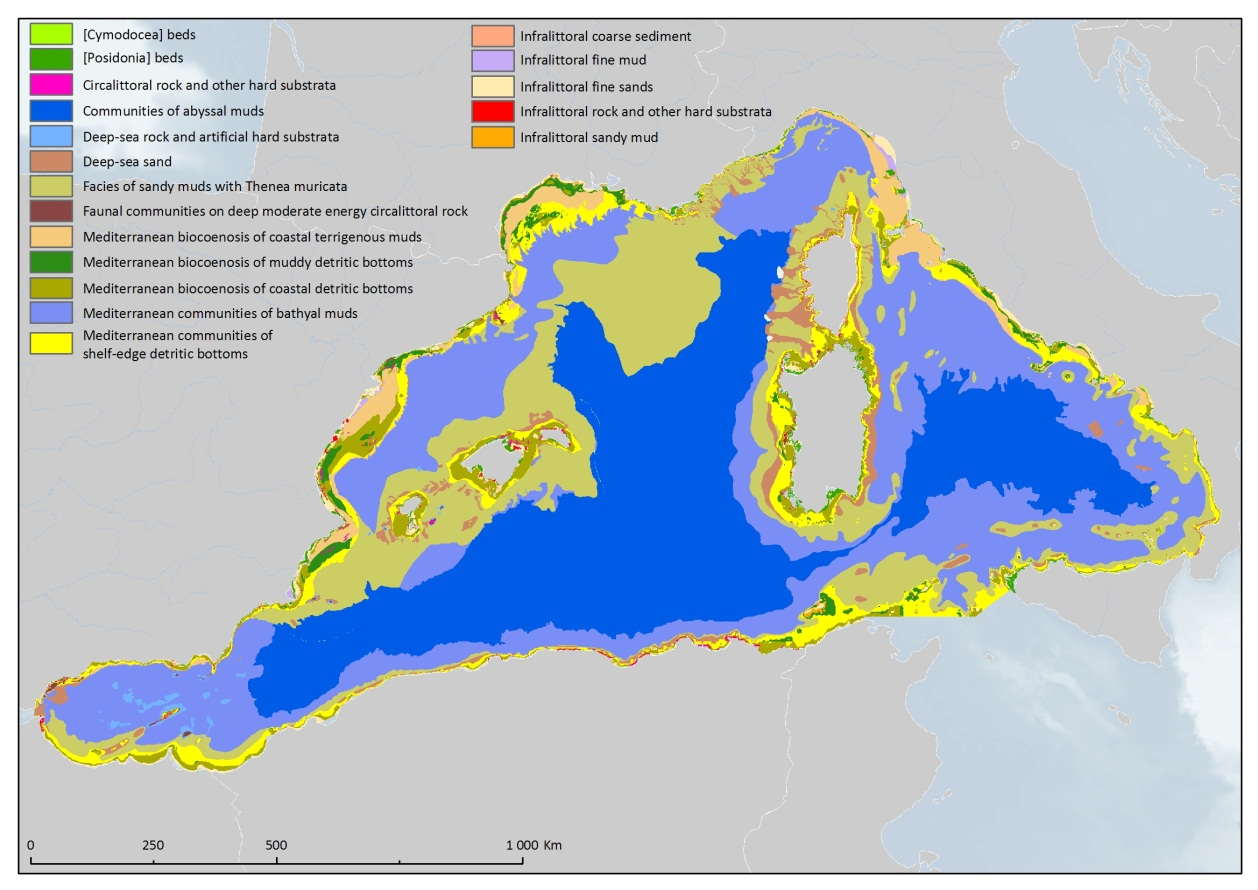 [Cymodocea] beds
[Posidonia] beds
Circalittoral rock and other hard substrata
Communities of abyssal muds
Deep-sea rock and artificial hard substrata
Deep-sea sand
Facies of sandy muds with Thenea muricata
Faunal communities on deep moderate energy circalittoral rock
Mediterranean biocoenosis of coastal terrigenous muds
Mediterranean biocoenosis of muddy detritic bottoms
Mediterranean biocoenosis of coastal detritic bottoms
Mediterranean communities of bathyal muds
Mediterranean communities of
shelf-edge detritic bottoms
Infralittoral coarse sediment
Infralittoral fine mud
Infralittoral fine sands
Infralittoral rock and other hard substrata
Infralittoral sandy mud
0 250 500 1 000 Km